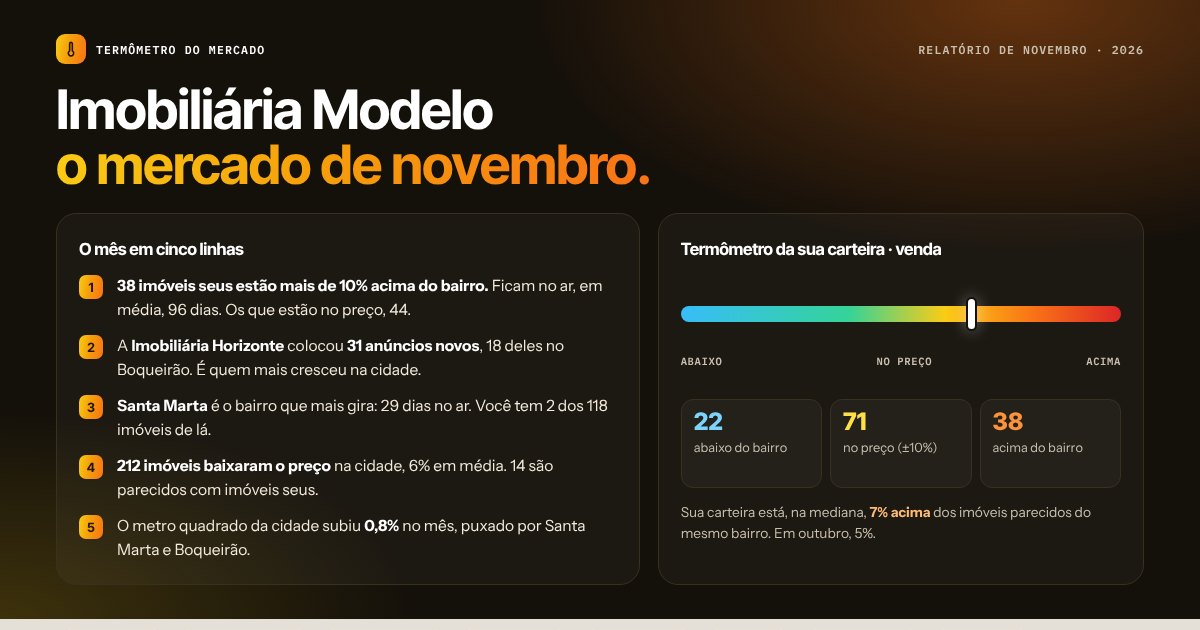 TERMÔMETRO DO MERCADO
RELATÓRIO DE NOVEMBRO · 2026
Imobiliária Modelo
o mercado de novembro.
O mês em cinco linhas
1 38 imóveis seus estão mais de 10% acima do bairro. Ficam no ar, em
média, 96 dias. Os que estão no preço, 44.
2 A Imobiliária Horizonte colocou 31 anúncios novos, 18 deles no
Boqueirão. É quem mais cresceu na cidade.
3 Santa Marta é o bairro que mais gira: 29 dias no ar. Você tem 2 dos 118
imóveis de lá.
4 212 imóveis baixaram o preço na cidade, 6% em média. 14 são
parecidos com imóveis seus.
5 O metro quadrado da cidade subiu 0,8% no mês, puxado por Santa
Marta e Boqueirão.
Termômetro da sua carteira · venda
ABAIXO NO PREÇO ACIMA
22 71 38
abaixo do bairro no preço (±10%) acima do bairro
Sua carteira está, na mediana, 7% acima dos imóveis parecidos do
mesmo bairro. Em outubro, 5%.